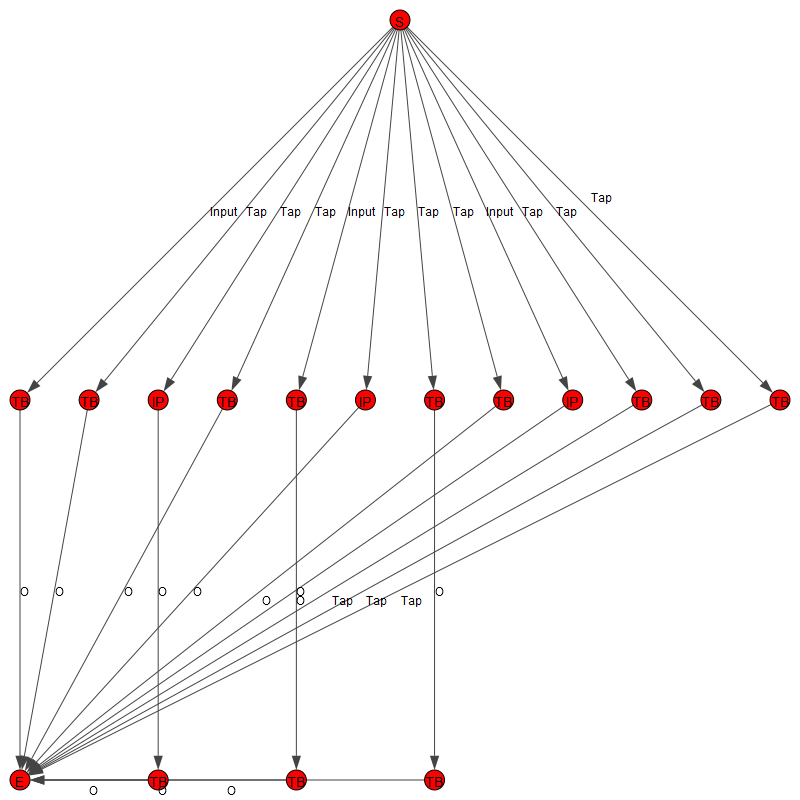 S
Tap
Input Tap Tap Tap Input Tap Tap Tap Input Tap Tap
TB TB IP TB TB IP TB TB IP TB TB TB
O O O O O O O
O O Tap Tap Tap
E TB TB TB
O O O